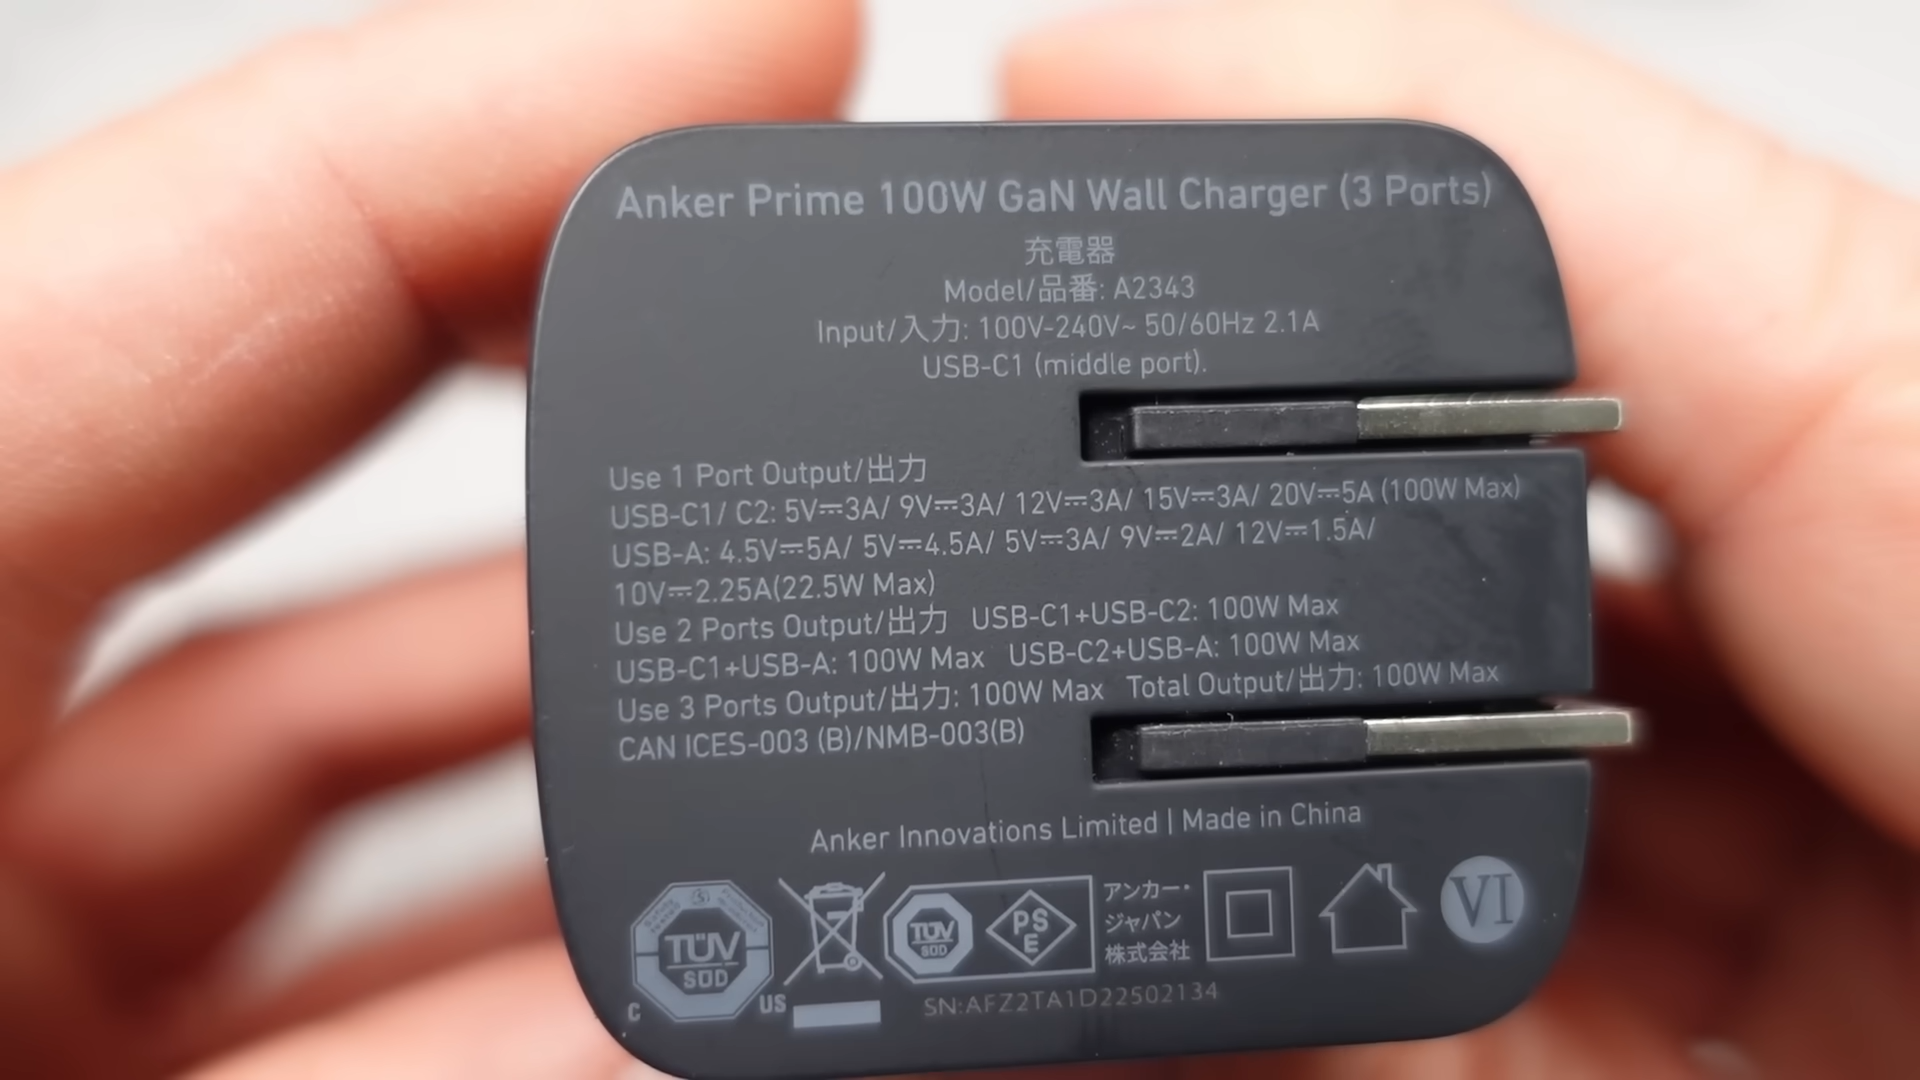 Anker Prime 100W GaN Wall Charger (3 Ports)
充電器
Model/品番: A2343
Input/入力: 100V-240V~ 50/60Hz 2.1A
USB-C1 (middle port).
Use 1 Port Output/出力
USB-C1/ C2: 5V⎓3A/ 9V⎓3A/ 12V⎓3A/ 15V⎓3A/ 20V⎓5A (100W Max)
USB-A: 4.5V⎓5A/ 5V⎓4.5A/ 5V⎓3A/ 9V⎓2A/ 12V⎓1.5A/
10V⎓2.25A(22.5W Max)
Use 2 Ports Output/出力 USB-C1+USB-C2: 100W Max
USB-C1+USB-A: 100W Max USB-C2+USB-A: 100W Max
Use 3 Ports Output/出力: 100W Max Total Output/出力: 100W Max
CAN ICES-003 (B)/NMB-003(B)
Anker Innovations Limited | Made in China
TÜV
SÜD
C US
TÜV
SÜD
PS
E
アンカー・
ジャパン
株式会社
VI
SN:AFZ2TA1D22502134